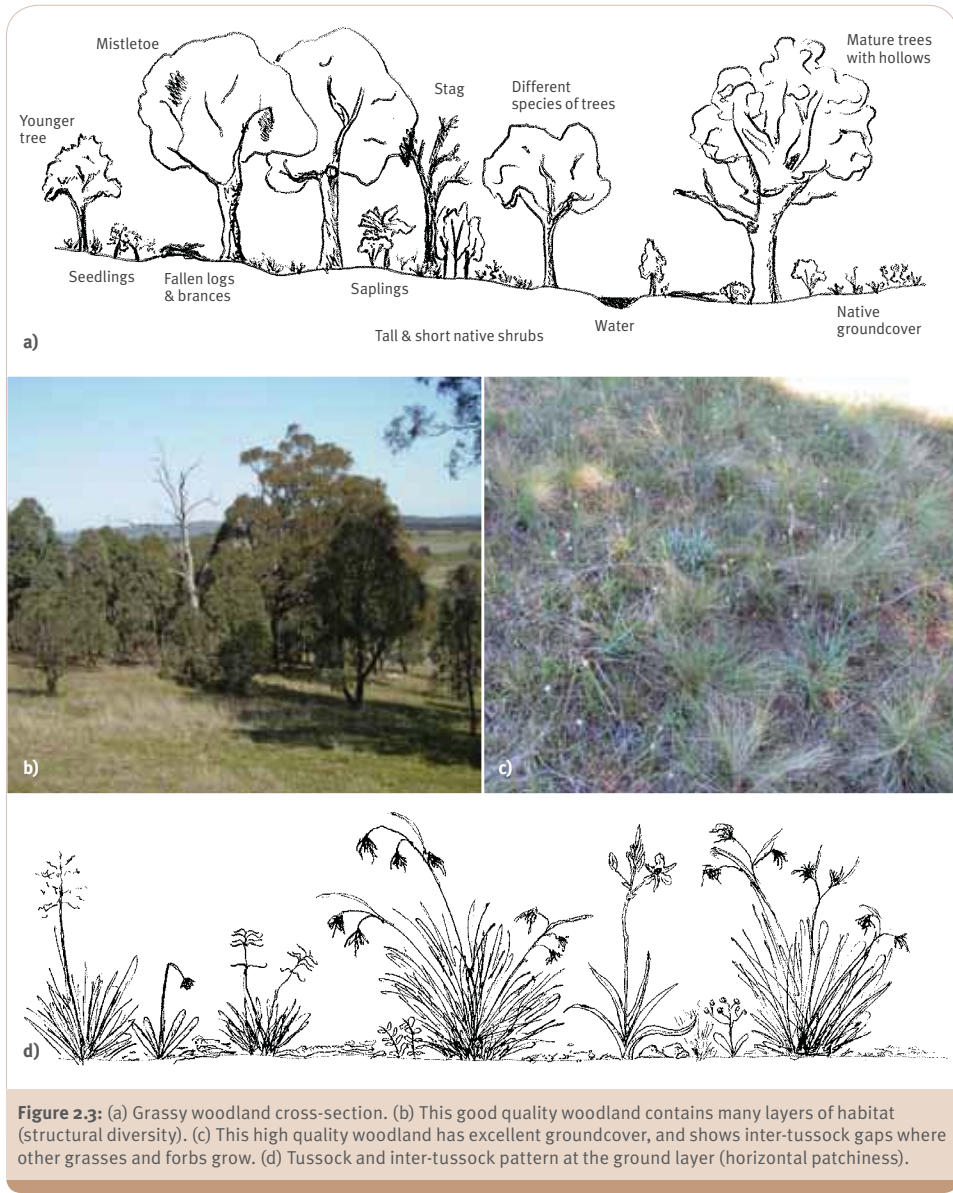 Mistletoe
Stag
Different
species of trees
Mature trees
with hollows
Younger
tree
Seedlings
Fallen logs
& brances
Saplings
Tall & short native shrubs
Water
Native
groundcover
a)
b)
c)
d)
Figure 2.3: (a) Grassy woodland cross-section. (b) This good quality woodland contains many layers of habitat
(structural diversity). (c) This high quality woodland has excellent groundcover, and shows inter-tussock gaps where
other grasses and forbs grow. (d) Tussock and inter-tussock pattern at the ground layer (horizontal patchiness).